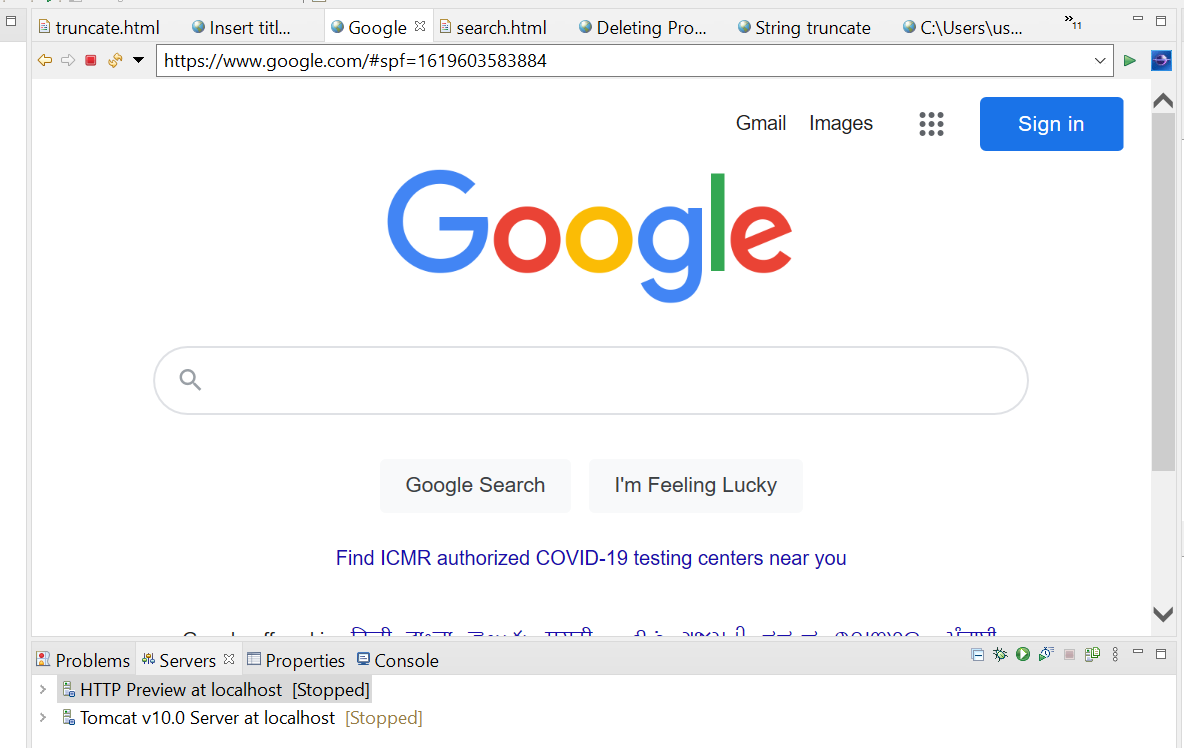 truncate.html Insert titl... Google search.html Deleting Pro... String truncate C:\Users\us... »11
https://www.google.com/#spf=1619603583884
Gmail Images Sign in
Google
Google Search I'm Feeling Lucky
Find ICMR authorized COVID-19 testing centers near you
Problems Servers Properties Console
HTTP Preview at localhost [Stopped]
Tomcat v10.0 Server at localhost [Stopped]